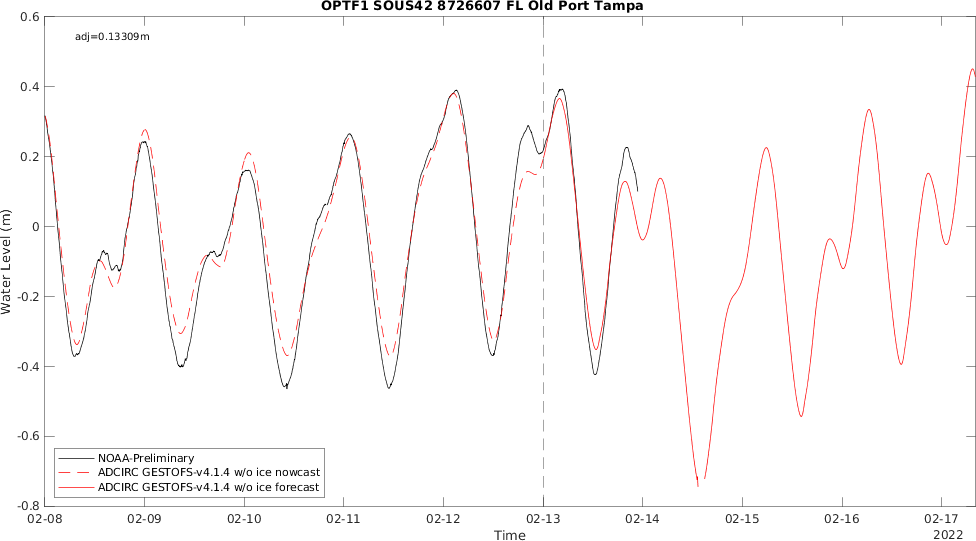 OPTF1 SOUS42 8726607 FL Old Port Tampa
adj=0.13309m
0.6
0.4
0.2
0
-0.2
-0.4
-0.6
-0.8
Water Level (m)
NOAA-Preliminary
ADCIRC GESTOFS-v4.1.4 w/o ice nowcast
ADCIRC GESTOFS-v4.1.4 w/o ice forecast
02-08 02-09 02-10 02-11 02-12 02-13 02-14 02-15 02-16 02-17
Time
2022